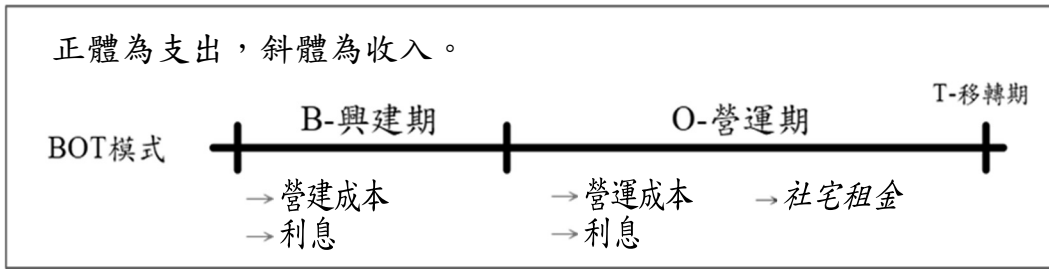 正體為支出，斜體為收入。
T-移轉期
B-興建期
O-營運期
BOT模式
→營建成本
→營運成本
→社宅租金
→利息
→利息